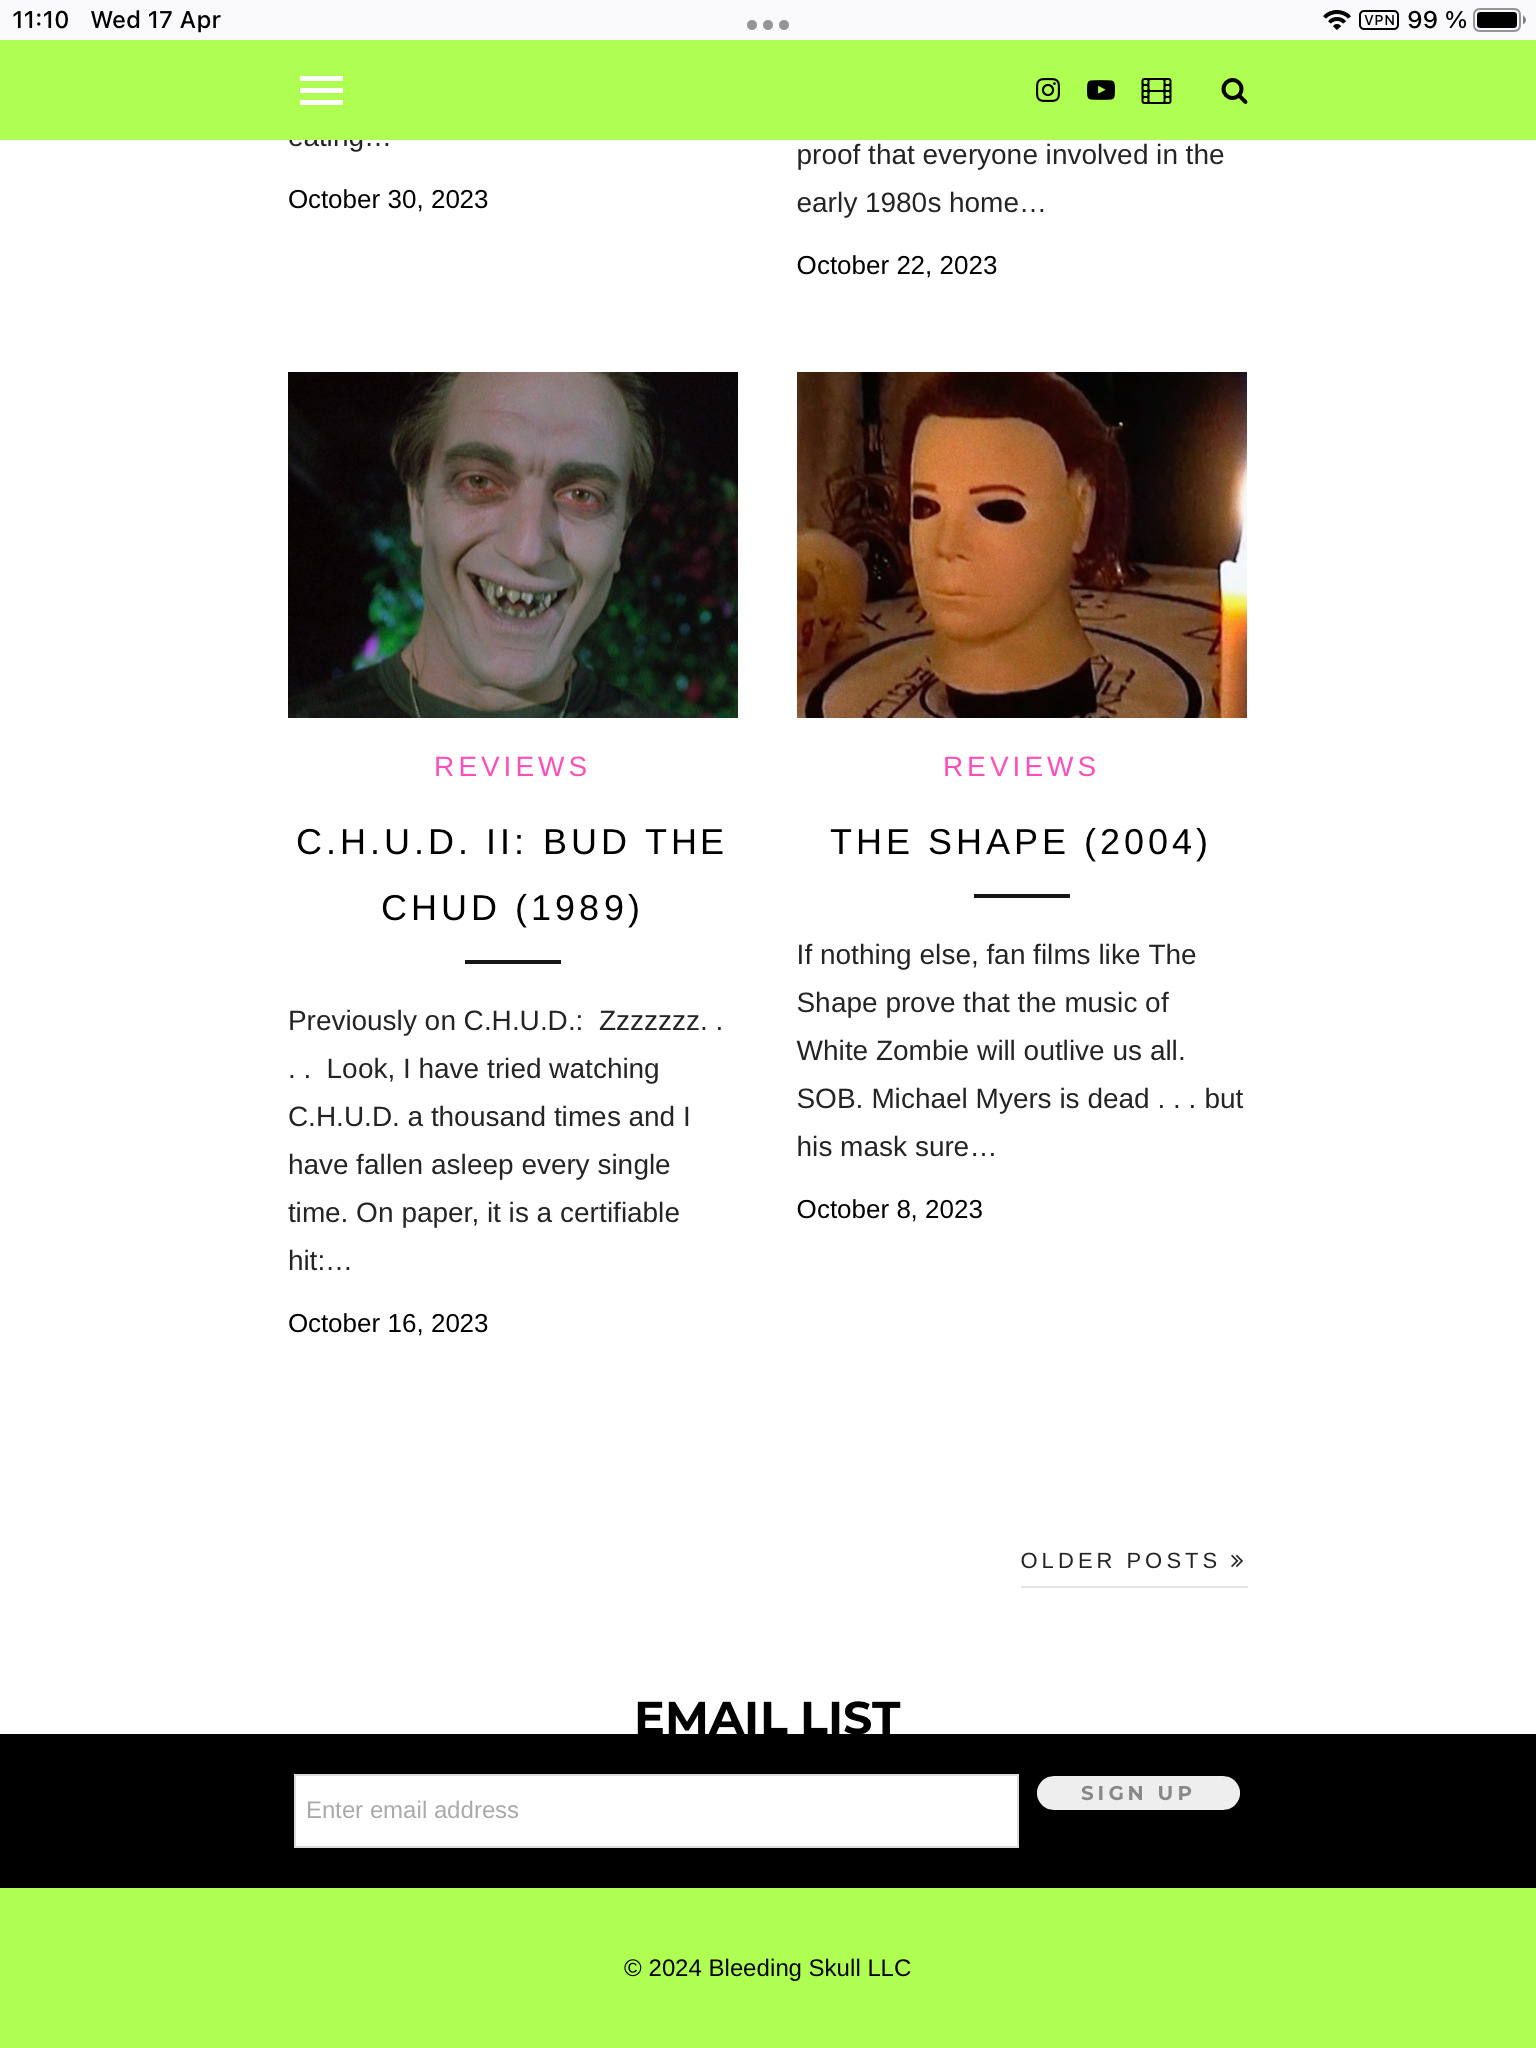 11:10 Wed 17 Apr
VPN 99 %
eating…
October 30, 2023
proof that everyone involved in the
early 1980s home…
October 22, 2023
REVIEWS
C.H.U.D. II: BUD THE
CHUD (1989)
Previously on C.H.U.D.:  Zzzzzzz. .
. .  Look, I have tried watching
C.H.U.D. a thousand times and I
have fallen asleep every single
time. On paper, it is a certifiable
hit:…
October 16, 2023
REVIEWS
THE SHAPE (2004)
If nothing else, fan films like The
Shape prove that the music of
White Zombie will outlive us all.
SOB. Michael Myers is dead . . . but
his mask sure…
October 8, 2023
OLDER POSTS »
EMAIL LIST
Enter email address
SIGN UP
© 2024 Bleeding Skull LLC